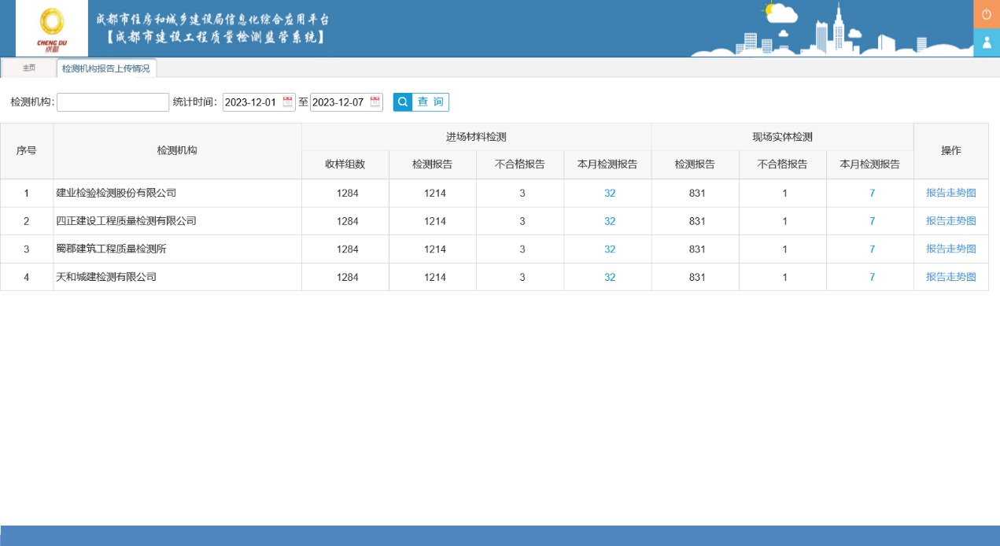 成都市住房和城乡建设局信息化综合应用平台
【成都市建设工程质量检测监管系统】
CHENG DU
成都
主页 检测机构报告上传情况
检测机构: 统计时间: 2023-12-01 至 2023-12-07 查 询
序号 检测机构 进场材料检测 现场实体检测 操作
收样组数 检测报告 不合格报告 本月检测报告 检测报告 不合格报告 本月检测报告
1 建业检验检测股份有限公司 1284 1214 3 32 831 1 7 报告走势图
2 四正建设工程质量检测有限公司 1284 1214 3 32 831 1 7 报告走势图
3 蜀郡建筑工程质量检测所 1284 1214 3 32 831 1 7 报告走势图
4 天和城建检测有限公司 1284 1214 3 32 831 1 7 报告走势图